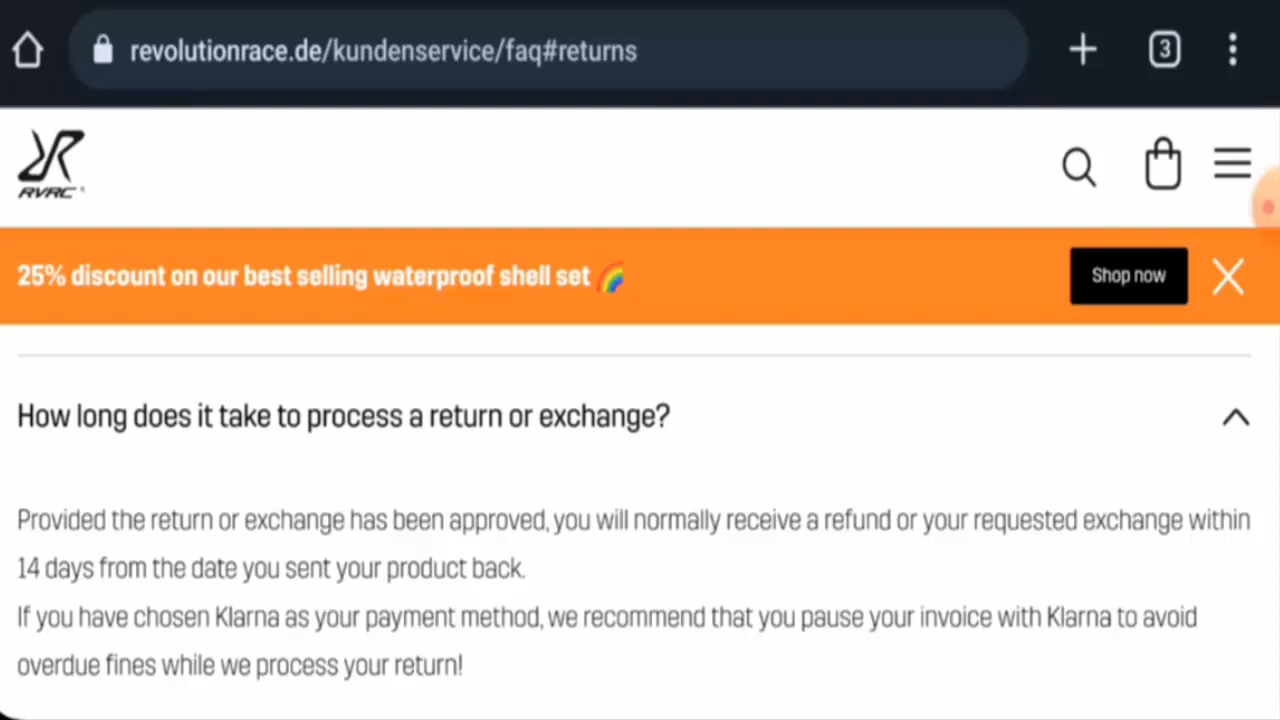 revolutionrace.de/kundenservice/faq#returns
3
RVRC
25% discount on our best selling waterproof shell set 🌈
Shop now
How long does it take to process a return or exchange?
Provided the return or exchange has been approved, you will normally receive a refund or your requested exchange within
14 days from the date you sent your product back.
If you have chosen Klarna as your payment method, we recommend that you pause your invoice with Klarna to avoid
overdue fines while we process your return!